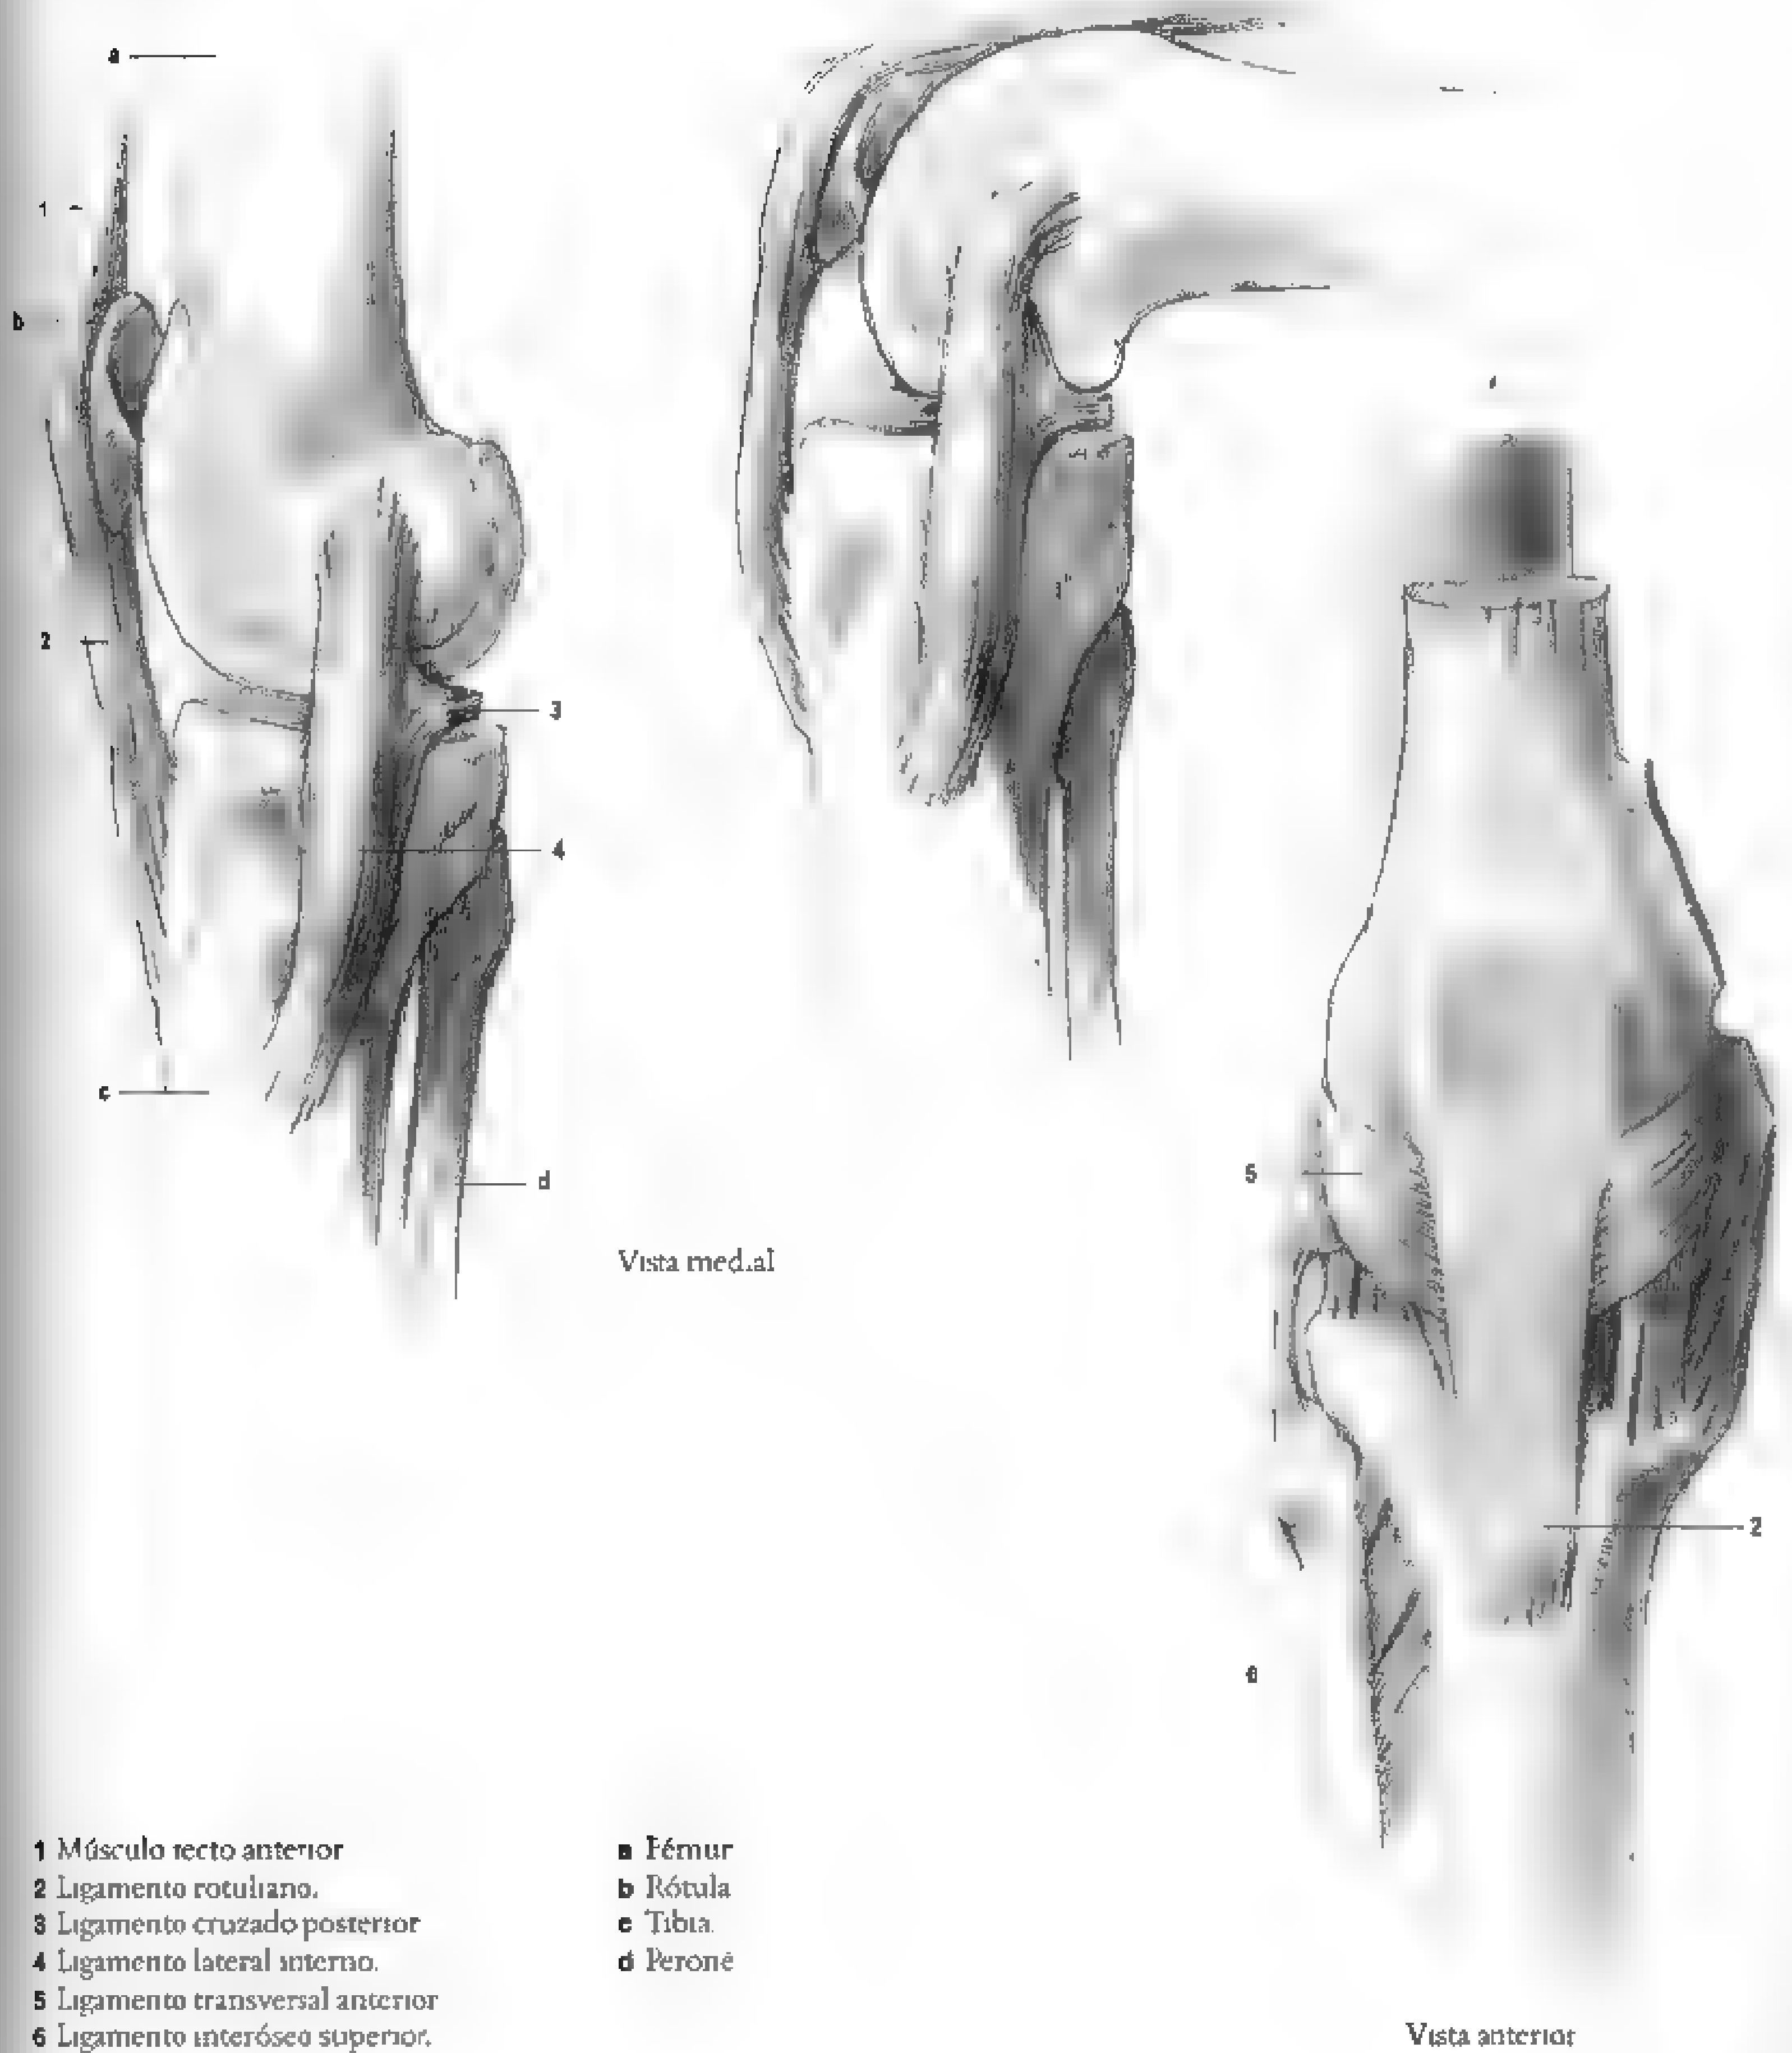 a
1
b
2
3
4
c
d
Vista medial
5
2
6
1 Músculo recto anterior
2 Ligamento rotuliano.
3 Ligamento cruzado posterior
4 Ligamento lateral interno.
5 Ligamento transversal anterior
6 Ligamento interóseo superior.
a Fémur
b Rótula
c Tibia.
d Peroné
Vista anterior